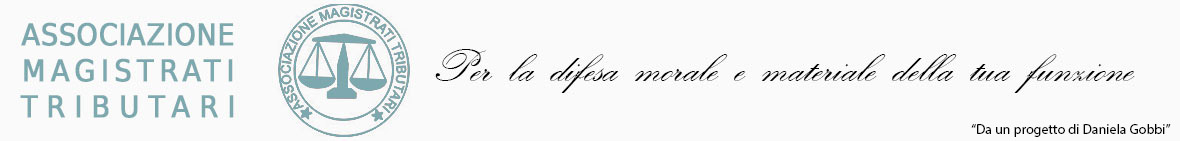 ASSOCIAZIONE
MAGISTRATI
TRIBUTARI
ASSOCIAZIONE MAGISTRATI TRIBUTARI
Per la difesa morale e materiale della tua funzione
“Da un progetto di Daniela Gobbi”